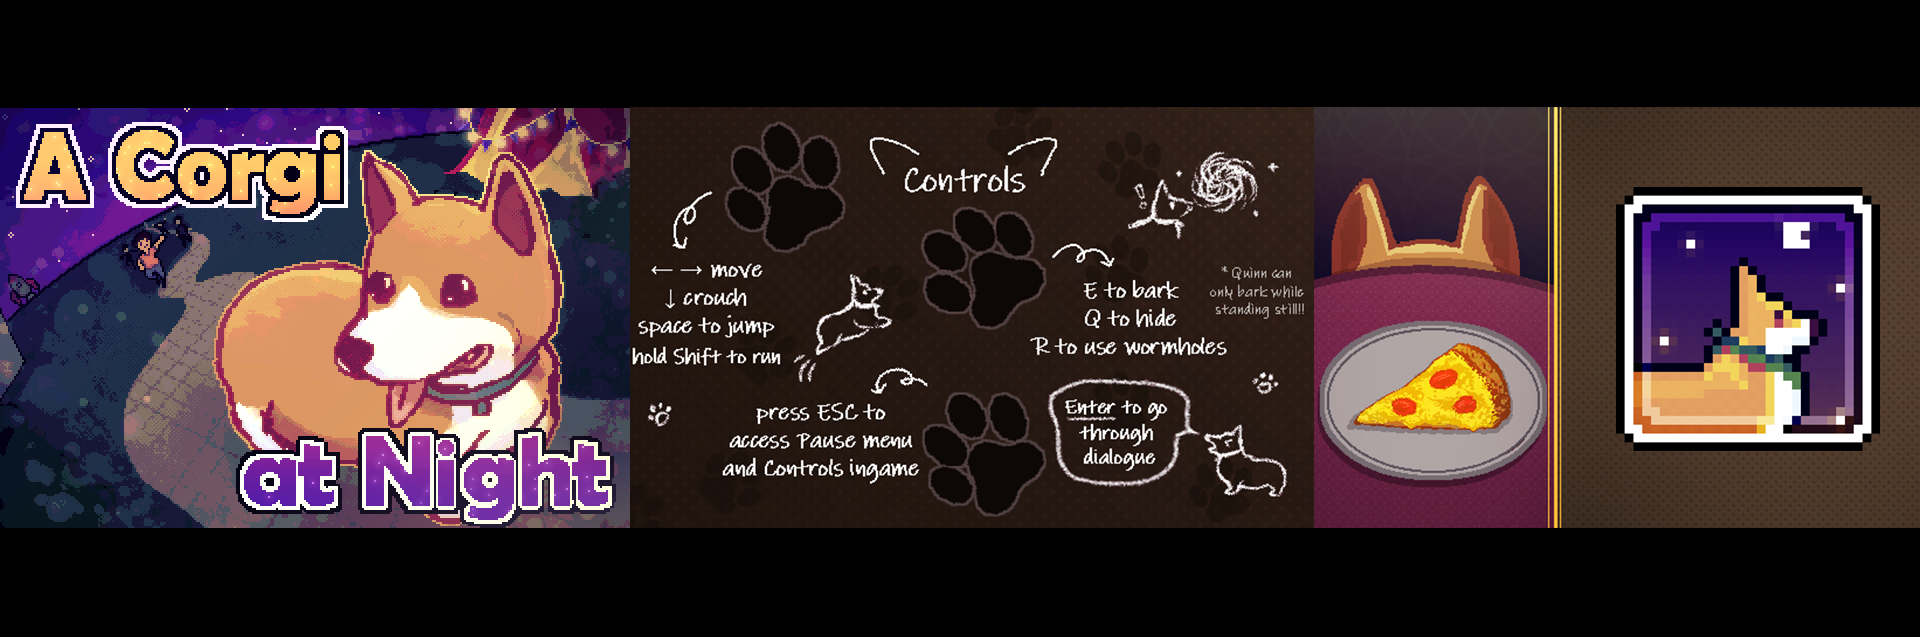 A Corgi
at Night
Controls
← → move
↓ crouch
space to jump
hold Shift to run
E to bark
Q to hide
R to use wormholes
* Quinn can
only bark while
standing still!!
press ESC to
access Pause menu
and Controls ingame
Enter to go
through
dialogue